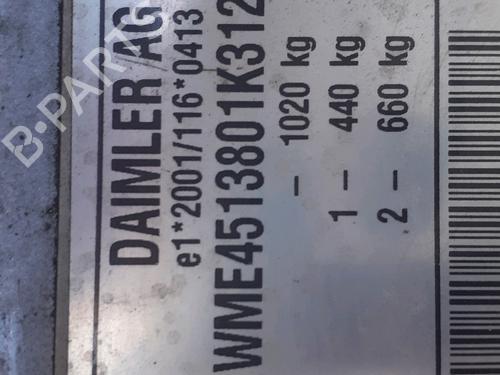 DAIMLER AG
e1*2001/116*0413
WME4513801K312
– 1020 kg
1 – 440 kg
2 – 660 kg
B-PARTS